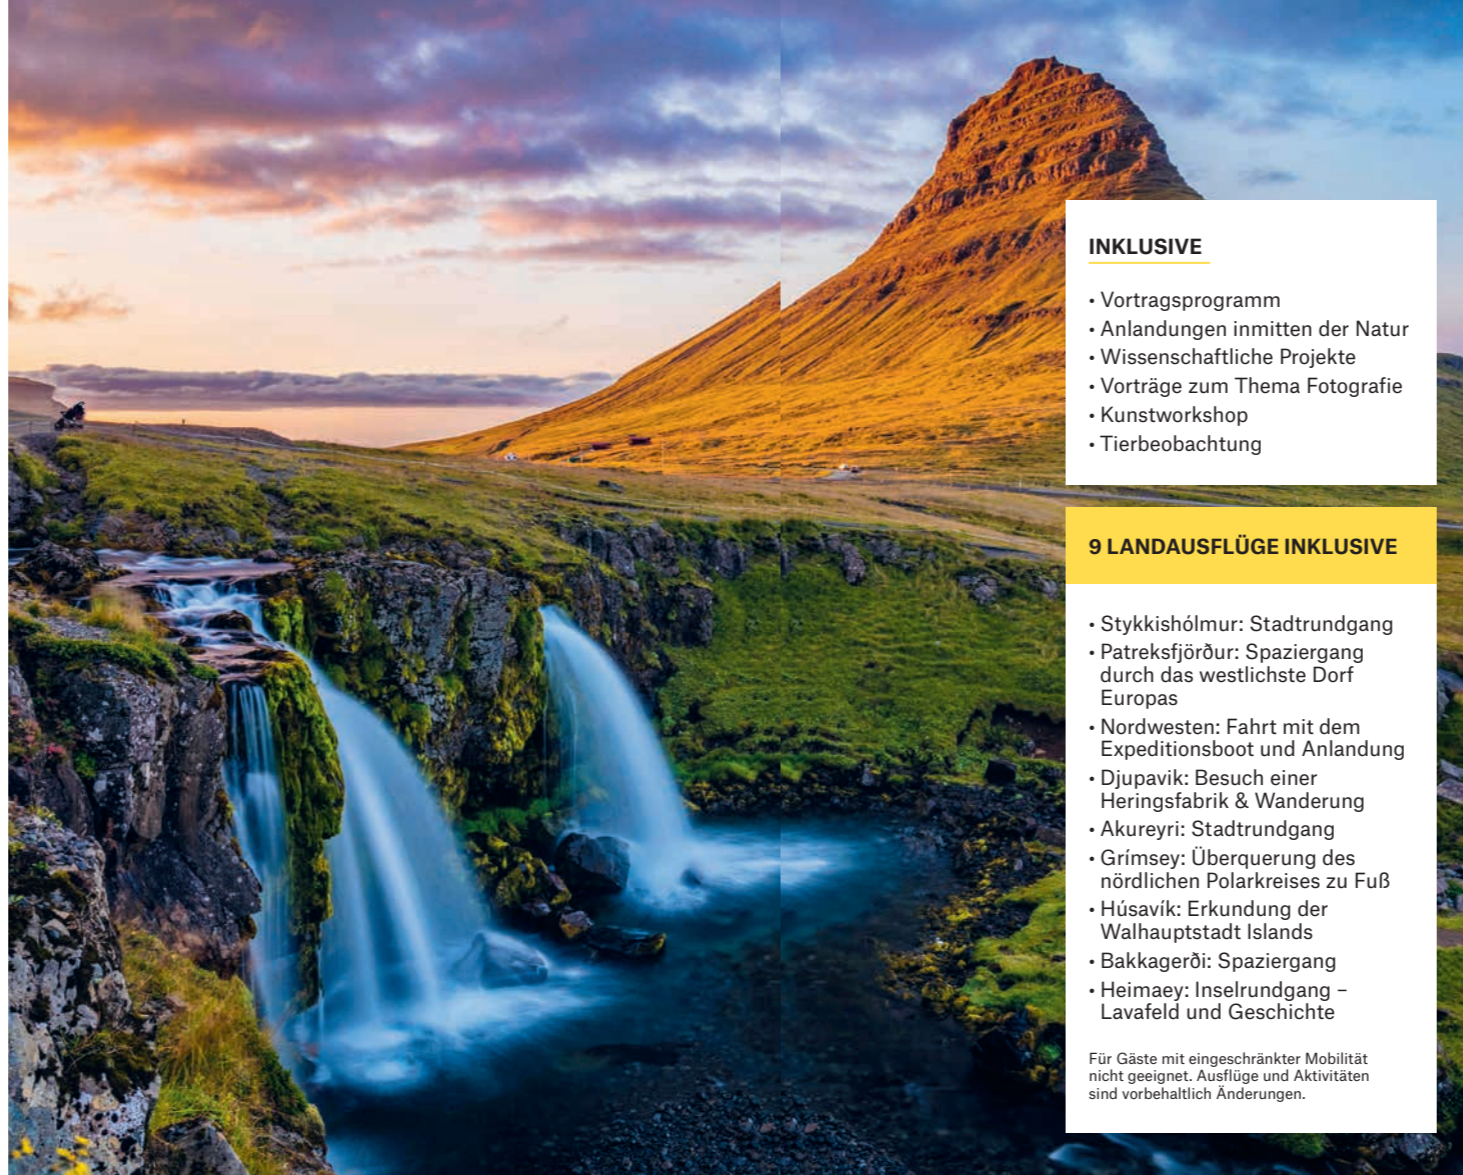 INKLUSIVE
• Vortragsprogramm
• Anlandungen inmitten der Natur
• Wissenschaftliche Projekte
• Vorträge zum Thema Fotografie
• Kunstworkshop
• Tierbeobachtung
9 LANDAUSFLÜGE INKLUSIVE
• Stykkishólmur: Stadtrundgang
• Patreksfjörður: Spaziergang
durch das westlichste Dorf
Europas
• Nordwesten: Fahrt mit dem
Expeditionsboot und Anlandung
• Djupavik: Besuch einer
Heringsfabrik & Wanderung
• Akureyri: Stadtrundgang
• Grímsey: Überquerung des
nördlichen Polarkreises zu Fuß
• Húsavík: Erkundung der
Walhauptstadt Islands
• Bakkagerði: Spaziergang
• Heimaey: Inselrundgang –
Lavafeld und Geschichte
Für Gäste mit eingeschränkter Mobilität
nicht geeignet. Ausflüge und Aktivitäten
sind vorbehaltlich Änderungen.